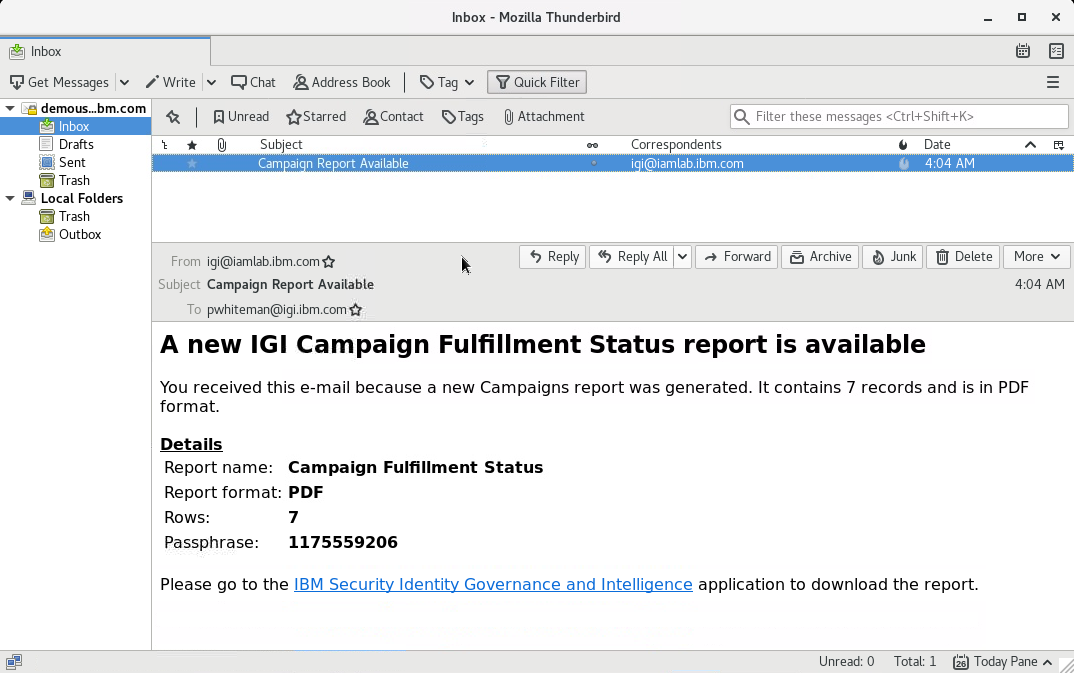 Inbox - Mozilla Thunderbird
Inbox
Get Messages Write Chat Address Book Tag Quick Filter
demous...bm.com
Inbox
Drafts
Sent
Trash
Local Folders
Trash
Outbox
Unread Starred Contact Tags Attachment Filter these messages <Ctrl+Shift+K>
Subject Correspondents Date
Campaign Report Available igi@iamlab.ibm.com 4:04 AM
From igi@iamlab.ibm.com Reply Reply All Forward Archive Junk Delete More
Subject Campaign Report Available 4:04 AM
To pwhiteman@igi.ibm.com
A new IGI Campaign Fulfillment Status report is available
You received this e-mail because a new Campaigns report was generated. It contains 7 records and is in PDF
format.
Details
Report name: Campaign Fulfillment Status
Report format: PDF
Rows: 7
Passphrase: 1175559206
Please go to the IBM Security Identity Governance and Intelligence application to download the report.
Unread: 0 Total: 1 26 Today Pane